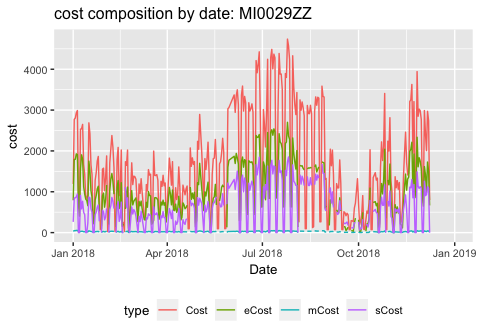 cost composition by date: MI0029ZZ
cost
4000
3000
2000
1000
0
Jan 2018
Apr 2018
Jul 2018
Oct 2018
Jan 2019
Date
type
Cost
eCost
mCost
sCost